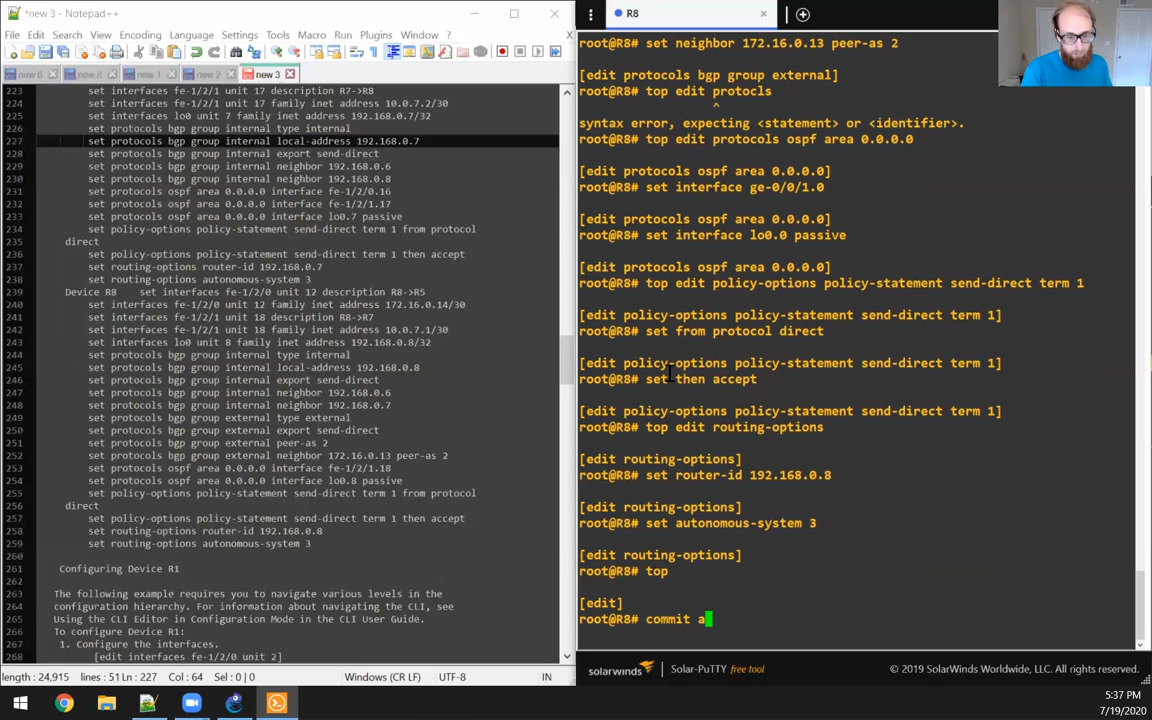 new 3 - Notepad++
File Edit Search View Encoding Language Settings Tools Macro Run Plugins Window ?
new 6 new 8 new 1 new 2 new 3
223 set interfaces fe-1/2/1 unit 17 description R7->R8
224 set interfaces fe-1/2/1 unit 17 family inet address 10.0.7.2/30
225 set interfaces lo0 unit 7 family inet address 192.168.0.7/32
226 set protocols bgp group internal type internal
227 set protocols bgp group internal local-address 192.168.0.7
228 set protocols bgp group internal export send-direct
229 set protocols bgp group internal neighbor 192.168.0.6
230 set protocols bgp group internal neighbor 192.168.0.8
231 set protocols ospf area 0.0.0.0 interface fe-1/2/0.16
232 set protocols ospf area 0.0.0.0 interface fe-1/2/1.17
233 set protocols ospf area 0.0.0.0 interface lo0.7 passive
234 set policy-options policy-statement send-direct term 1 from protocol
235 direct
236 set policy-options policy-statement send-direct term 1 then accept
237 set routing-options router-id 192.168.0.7
238 set routing-options autonomous-system 3
239 Device R8 set interfaces fe-1/2/0 unit 12 description R8->R5
240 set interfaces fe-1/2/0 unit 12 family inet address 172.16.0.14/30
241 set interfaces fe-1/2/1 unit 18 description R8->R7
242 set interfaces fe-1/2/1 unit 18 family inet address 10.0.7.1/30
243 set interfaces lo0 unit 8 family inet address 192.168.0.8/32
244 set protocols bgp group internal type internal
245 set protocols bgp group internal local-address 192.168.0.8
246 set protocols bgp group internal export send-direct
247 set protocols bgp group internal neighbor 192.168.0.6
248 set protocols bgp group internal neighbor 192.168.0.7
249 set protocols bgp group external type external
250 set protocols bgp group external export send-direct
251 set protocols bgp group external peer-as 2
252 set protocols bgp group external neighbor 172.16.0.13 peer-as 2
253 set protocols ospf area 0.0.0.0 interface fe-1/2/1.18
254 set protocols ospf area 0.0.0.0 interface lo0.8 passive
255 set policy-options policy-statement send-direct term 1 from protocol
256 direct
257 set policy-options policy-statement send-direct term 1 then accept
258 set routing-options router-id 192.168.0.8
259 set routing-options autonomous-system 3
260
261 Configuring Device R1
262
263 The following example requires you to navigate various levels in the
264 configuration hierarchy. For information about navigating the CLI, see
265 Using the CLI Editor in Configuration Mode in the CLI User Guide.
266 To configure Device R1:
267 1. Configure the interfaces.
268 [edit interfaces fe-1/2/0 unit 2]
length : 24,915 lines : 51 Ln : 227 Col : 64 Sel : 0 | 0 Windows (CR LF) UTF-8 IN
R8
root@R8# set neighbor 172.16.0.13 peer-as 2
[edit protocols bgp group external]
root@R8# top edit protocls
^
syntax error, expecting <statement> or <identifier>.
root@R8# top edit protocols ospf area 0.0.0.0
[edit protocols ospf area 0.0.0.0]
root@R8# set interface ge-0/0/1.0
[edit protocols ospf area 0.0.0.0]
root@R8# set interface lo0.0 passive
[edit protocols ospf area 0.0.0.0]
root@R8# top edit policy-options policy-statement send-direct term 1
[edit policy-options policy-statement send-direct term 1]
root@R8# set from protocol direct
[edit policy-options policy-statement send-direct term 1]
root@R8# set then accept
[edit policy-options policy-statement send-direct term 1]
root@R8# top edit routing-options
[edit routing-options]
root@R8# set router-id 192.168.0.8
[edit routing-options]
root@R8# set autonomous-system 3
[edit routing-options]
root@R8# top
[edit]
root@R8# commit a
solarwinds Solar-PuTTY free tool © 2019 SolarWinds Worldwide, LLC. All rights reserved.
5:37 PM
7/19/2020